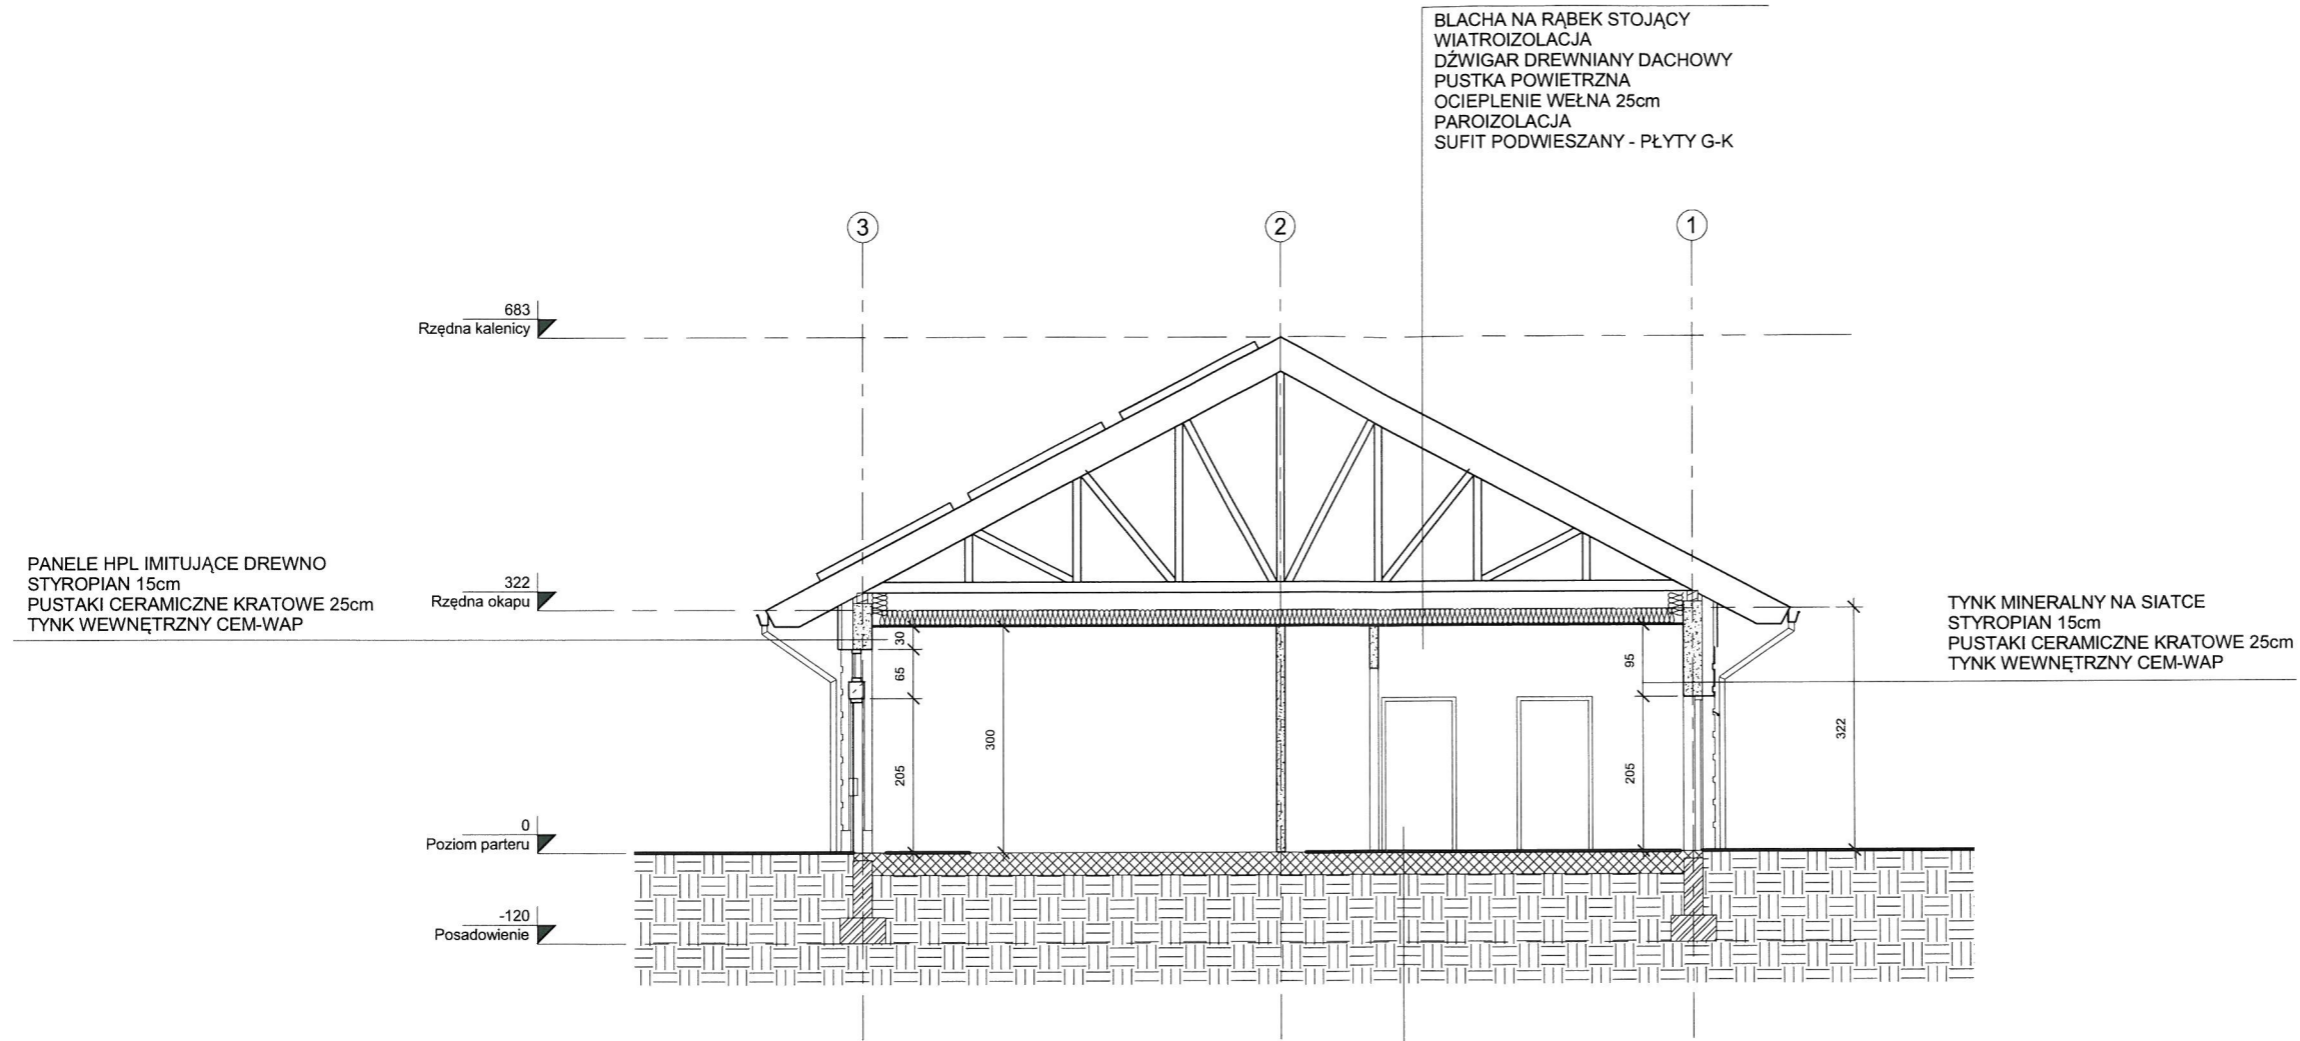 BLACHA NA RĄBEK STOJĄCY
WIATROIZOLACJA
DŹWIGAR DREWNIANY DACHOWY
PUSTKA POWIETRZNA
OCIEPLENIE WEŁNA 25cm
PAROIZOLACJA
SUFIT PODWIESZANY - PŁYTY G-K
3
2
1
683
Rzędna kalenicy
PANELE HPL IMITUJĄCE DREWNO
STYROPIAN 15cm
PUSTAKI CERAMICZNE KRATOWE 25cm
TYNK WEWNĘTRZNY CEM-WAP
322
Rzędna okapu
TYNK MINERALNY NA SIATCE
STYROPIAN 15cm
PUSTAKI CERAMICZNE KRATOWE 25cm
TYNK WEWNĘTRZNY CEM-WAP
30
65
205
300
95
205
322
0
Poziom parteru
-120
Posadowienie